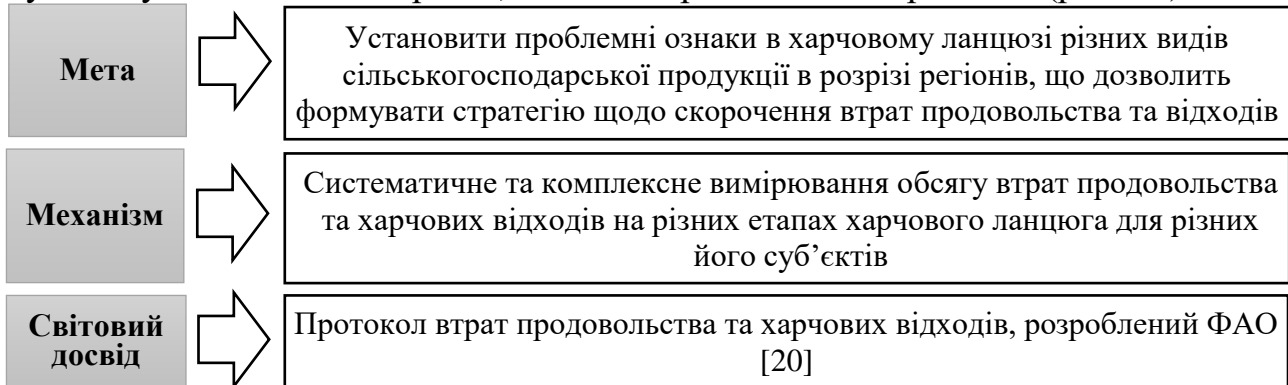 Мета
Установити проблемні ознаки в харчовому ланцюзі різних видів
сільськогосподарської продукції в розрізі регіонів, що дозволить
формувати стратегію щодо скорочення втрат продовольства та відходів
Механізм
Систематичне та комплексне вимірювання обсягу втрат продовольства
та харчових відходів на різних етапах харчового ланцюга для різних
його суб’єктів
Світовий
досвід
Протокол втрат продовольства та харчових відходів, розроблений ФАО
[20]